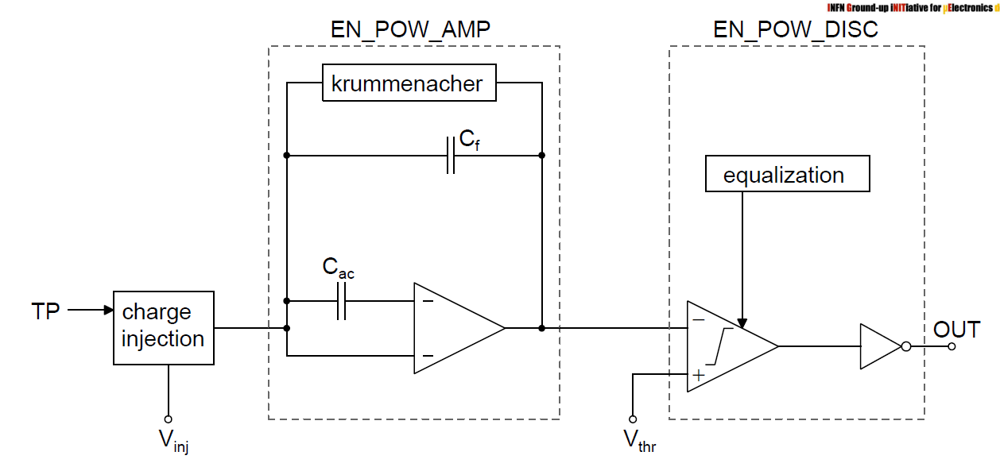 INFN Ground-up iNITiative for µElectronics d
EN_POW_AMP
EN_POW_DISC
krummenacher
Cf
equalization
Cac
TP
charge
injection
−
−
−
+
OUT
Vinj
Vthr